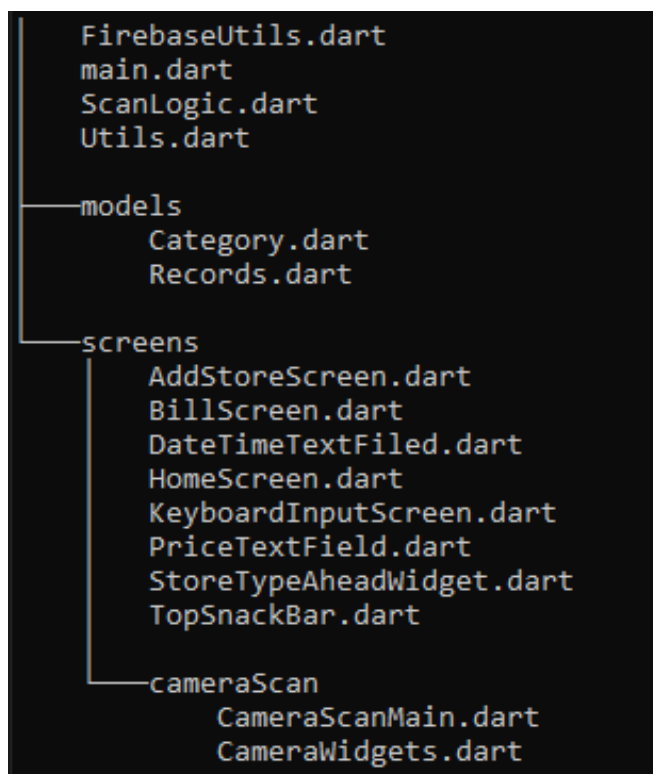 FirebaseUtils.dart
main.dart
ScanLogic.dart
Utils.dart
models
Category.dart
Records.dart
screens
AddStoreScreen.dart
BillScreen.dart
DateTimeTextFiled.dart
HomeScreen.dart
KeyboardInputScreen.dart
PriceTextField.dart
StoreTypeAheadWidget.dart
TopSnackBar.dart
cameraScan
CameraScanMain.dart
CameraWidgets.dart